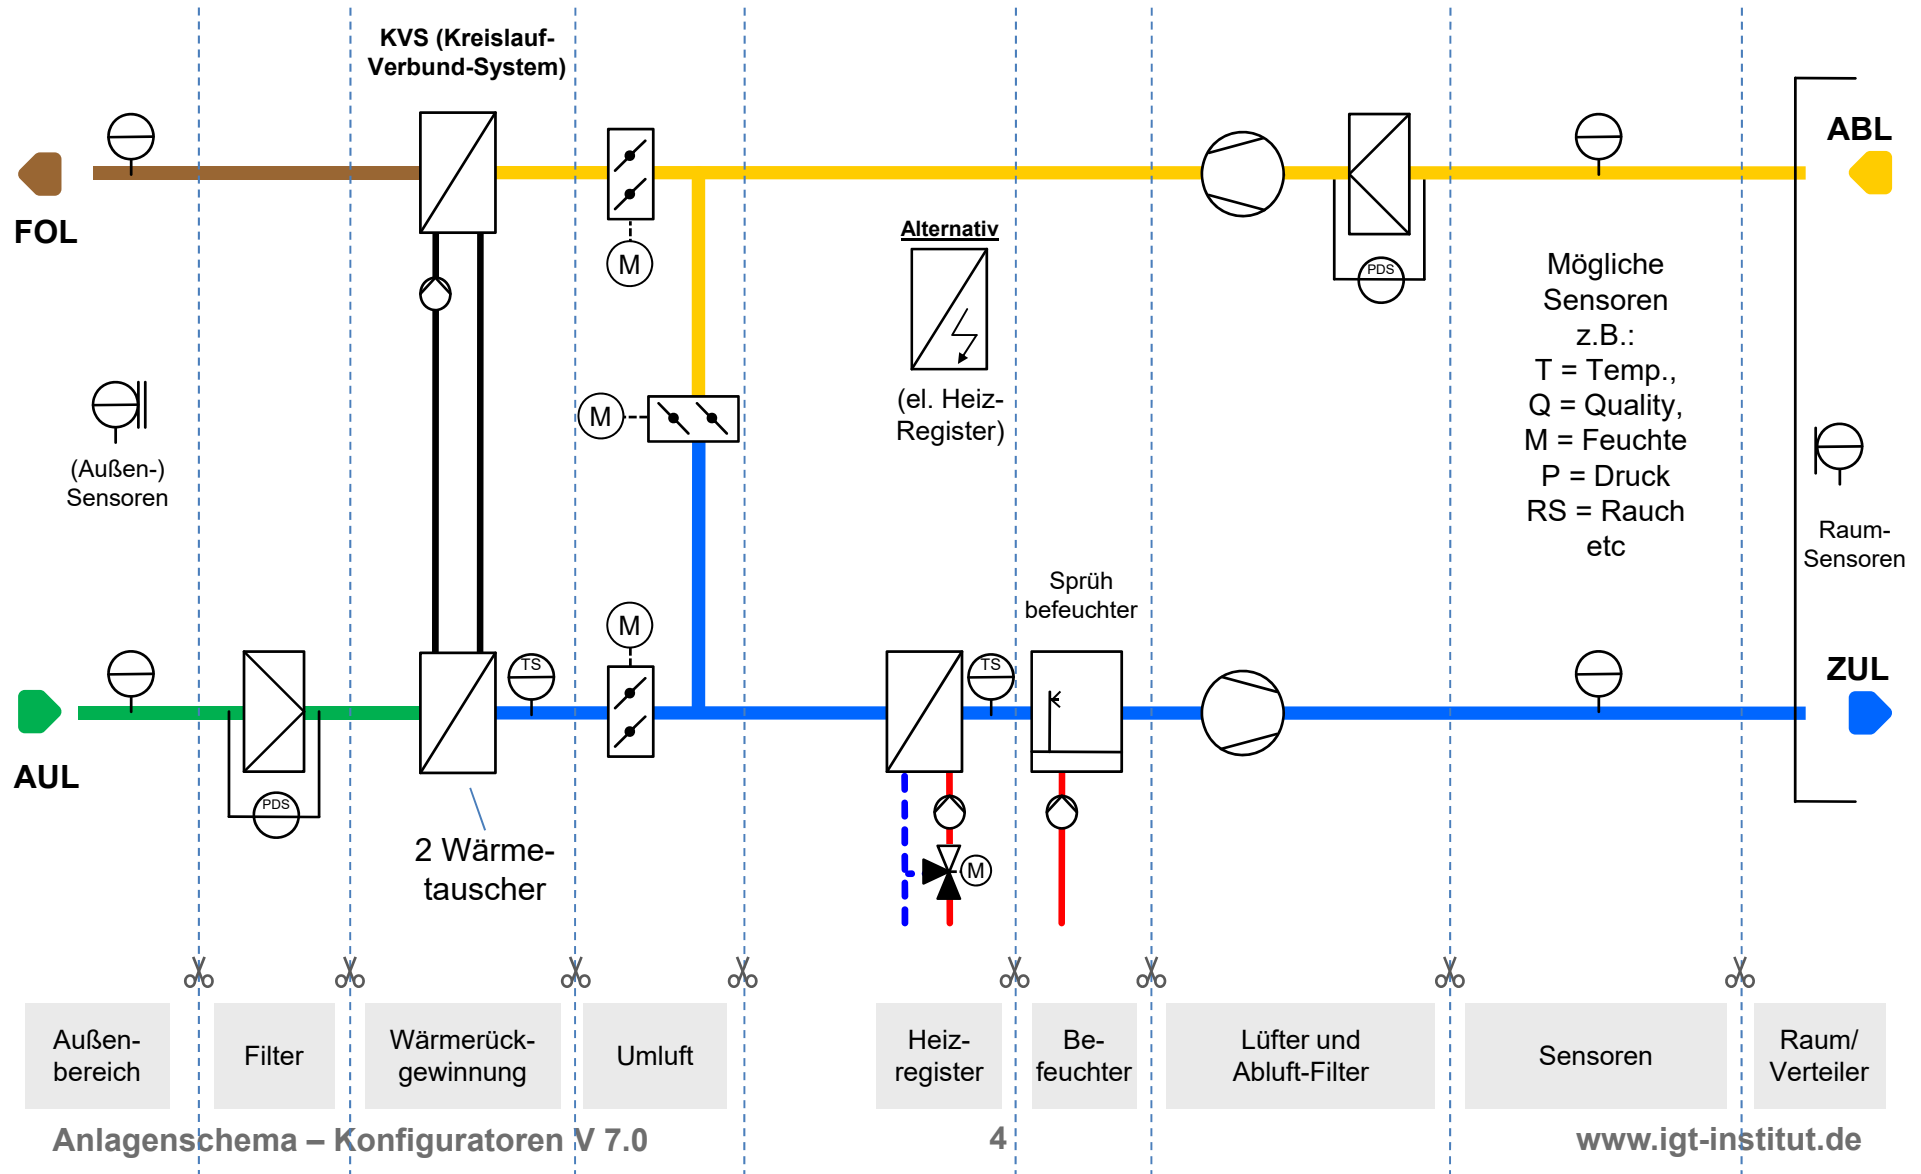 KVS (Kreislauf-
Verbund-System)
ABL
FOL
M
Alternativ
PDS
(el. Heiz-
Register)
M
(Außen-)
Sensoren
Mögliche
Sensoren
z.B.:
T = Temp.,
Q = Quality,
M = Feuchte
P = Druck
RS = Rauch
etc
Raum-
Sensoren
Sprüh
befeuchter
M
TS
TS
ZUL
AUL
PDS
2 Wärme-
tauscher
M
Außen-
bereich
Filter
Wärmerück-
gewinnung
Umluft
Heiz-
register
Be-
feuchter
Lüfter und
Abluft-Filter
Sensoren
Raum/
Verteiler
Anlagenschema – Konfiguratoren V 7.0
4
www.igt-institut.de